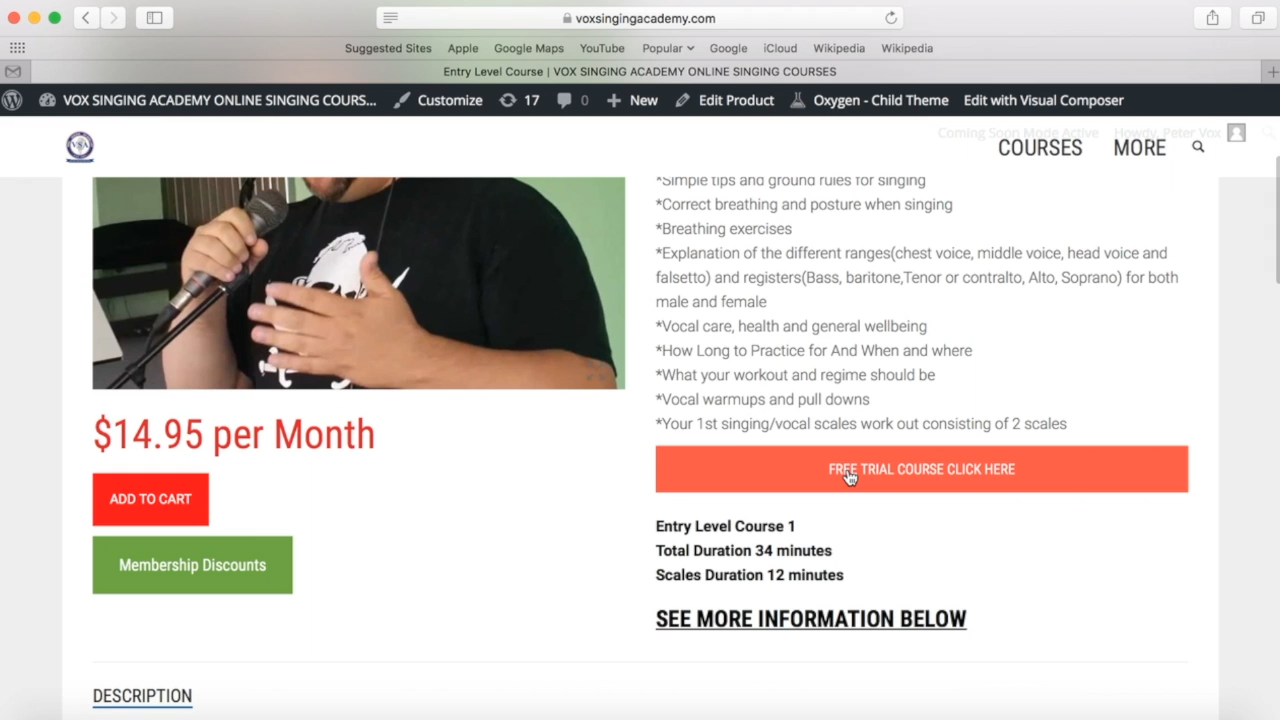 voxsingingacademy.com
Suggested Sites Apple Google Maps YouTube Popular Google iCloud Wikipedia Wikipedia
Entry Level Course | VOX SINGING ACADEMY ONLINE SINGING COURSES
VOX SINGING ACADEMY ONLINE SINGING COURS... Customize 17 0 New Edit Product Oxygen - Child Theme Edit with Visual Composer
Coming Soon Mode Active Howdy, Peter Vox
VSA
COURSES MORE
*Simple tips and ground rules for singing
*Correct breathing and posture when singing
*Breathing exercises
*Explanation of the different ranges(chest voice, middle voice, head voice and
falsetto) and registers(Bass, baritone,Tenor or contralto, Alto, Soprano) for both
male and female
*Vocal care, health and general wellbeing
*How Long to Practice for And When and where
*What your workout and regime should be
*Vocal warmups and pull downs
*Your 1st singing/vocal scales work out consisting of 2 scales
$14.95 per Month
ADD TO CART
Membership Discounts
FREE TRIAL COURSE CLICK HERE
Entry Level Course 1
Total Duration 34 minutes
Scales Duration 12 minutes
SEE MORE INFORMATION BELOW
DESCRIPTION